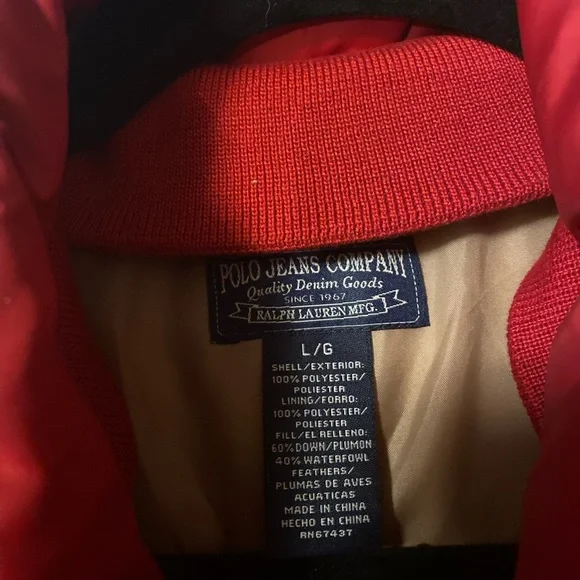 POLO JEANS COMPANY
Quality Denim Goods
SINCE 1967
RALPH LAUREN MFG.
L/G
SHELL/EXTERIOR:
100% POLYESTER/
POLIESTER
LINING/FORRO:
100% POLYESTER/
POLIESTER
FILL/EL RELLENO:
60% DOWN/PLUMON
40% WATERFOWL
FEATHERS/
PLUMAS DE AVES
ACUATICAS
MADE IN CHINA
HECHO EN CHINA
RN67437